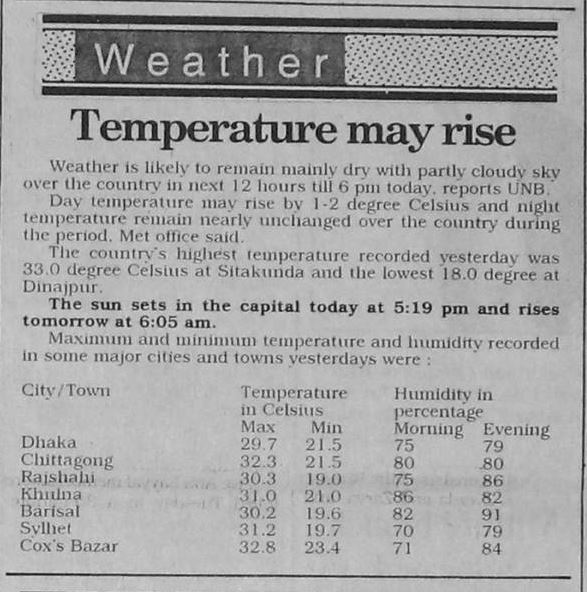 Weather
Temperature may rise
Weather is likely to remain mainly dry with partly cloudy sky
over the country in next 12 hours till 6 pm today, reports UNB.
Day temperature may rise by 1-2 degree Celsius and night
temperature remain nearly unchanged over the country during
the period, Met office said.
The country's highest temperature recorded yesterday was
33.0 degree Celsius at Sitakunda and the lowest 18.0 degree at
Dinajpur.
The sun sets in the capital today at 5:19 pm and rises
tomorrow at 6:05 am.
Maximum and minimum temperature and humidity recorded
in some major cities and towns yesterdays were :
City/Town Temperature Humidity in
in Celsius percentage
Max Min Morning Evening
Dhaka 29.7 21.5 75 79
Chittagong 32.3 21.5 80 80
Rajshahi 30.3 19.0 75 86
Khulna 31.0 21.0 86 82
Barisal 30.2 19.6 82 91
Sylhet 31.2 19.7 70 79
Cox's Bazar 32.8 23.4 71 84